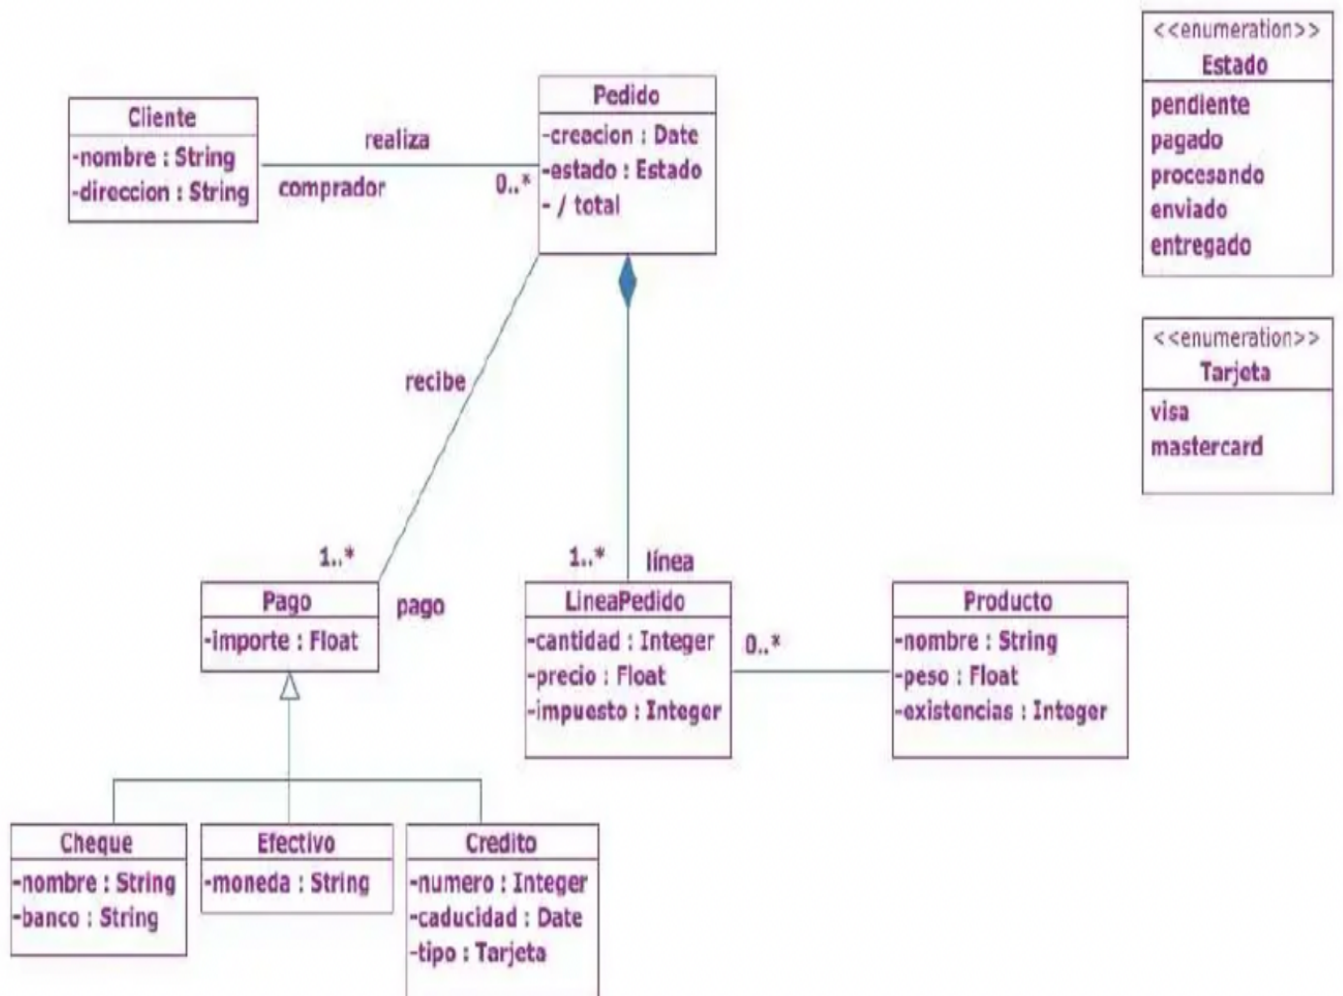 <<enumeration>>
Estado
pendiente
pagado
procesando
enviado
entregado
Cliente
-nombre : String
-direccion : String
realiza
comprador
0..*
Pedido
-creacion : Date
-estado : Estado
- / total
<<enumeration>>
Tarjeta
visa
mastercard
recibe
1..*
pago
1..*
línea
Pago
-importe : Float
LineaPedido
-cantidad : Integer
-precio : Float
-impuesto : Integer
0..*
Producto
-nombre : String
-peso : Float
-existencias : Integer
Cheque
-nombre : String
-banco : String
Efectivo
-moneda : String
Credito
-numero : Integer
-caducidad : Date
-tipo : Tarjeta